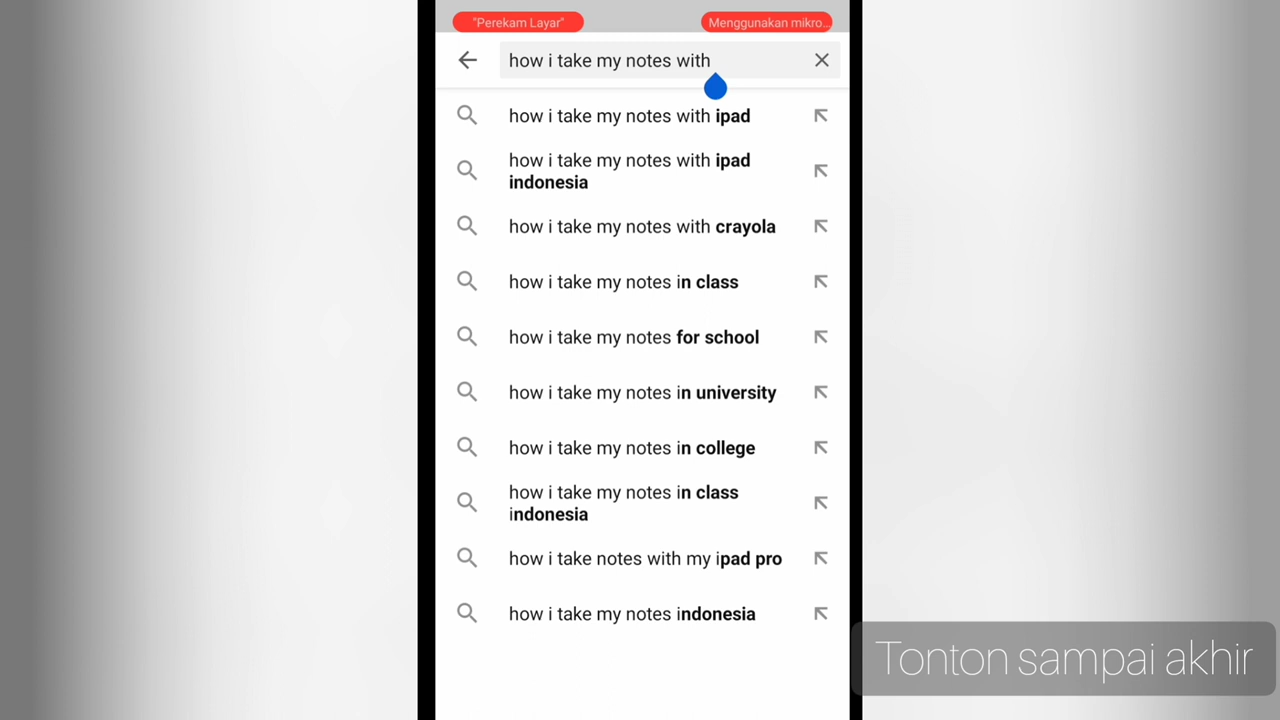 "Perekam Layar"
Menggunakan mikro...
how i take my notes with
how i take my notes with ipad
how i take my notes with ipad
indonesia
how i take my notes with crayola
how i take my notes in class
how i take my notes for school
how i take my notes in university
how i take my notes in college
how i take my notes in class
indonesia
how i take notes with my ipad pro
how i take my notes indonesia
Tonton sampai akhir